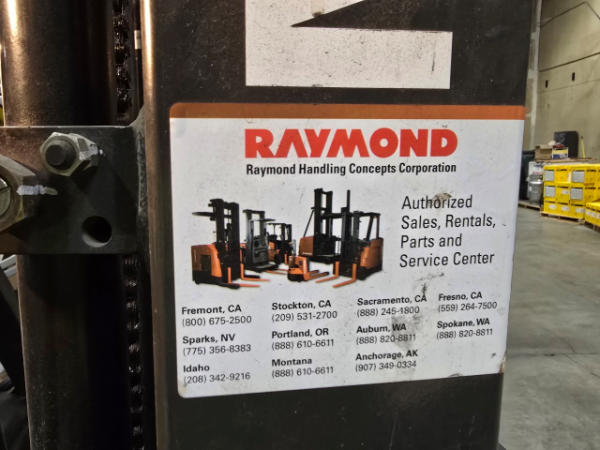 RAYMOND
Raymond Handling Concepts Corporation
Authorized
Sales, Rentals,
Parts and
Service Center
Fremont, CA
(800) 675-2500
Stockton, CA
(209) 531-2700
Sacramento, CA
(888) 245-1800
Fresno, CA
(559) 264-7500
Sparks, NV
(775) 356-8383
Portland, OR
(888) 610-6611
Auburn, WA
(888) 820-8811
Spokane, WA
(888) 820-8811
Idaho
(208) 342-9216
Montana
(888) 610-6611
Anchorage, AK
(907) 349-0334